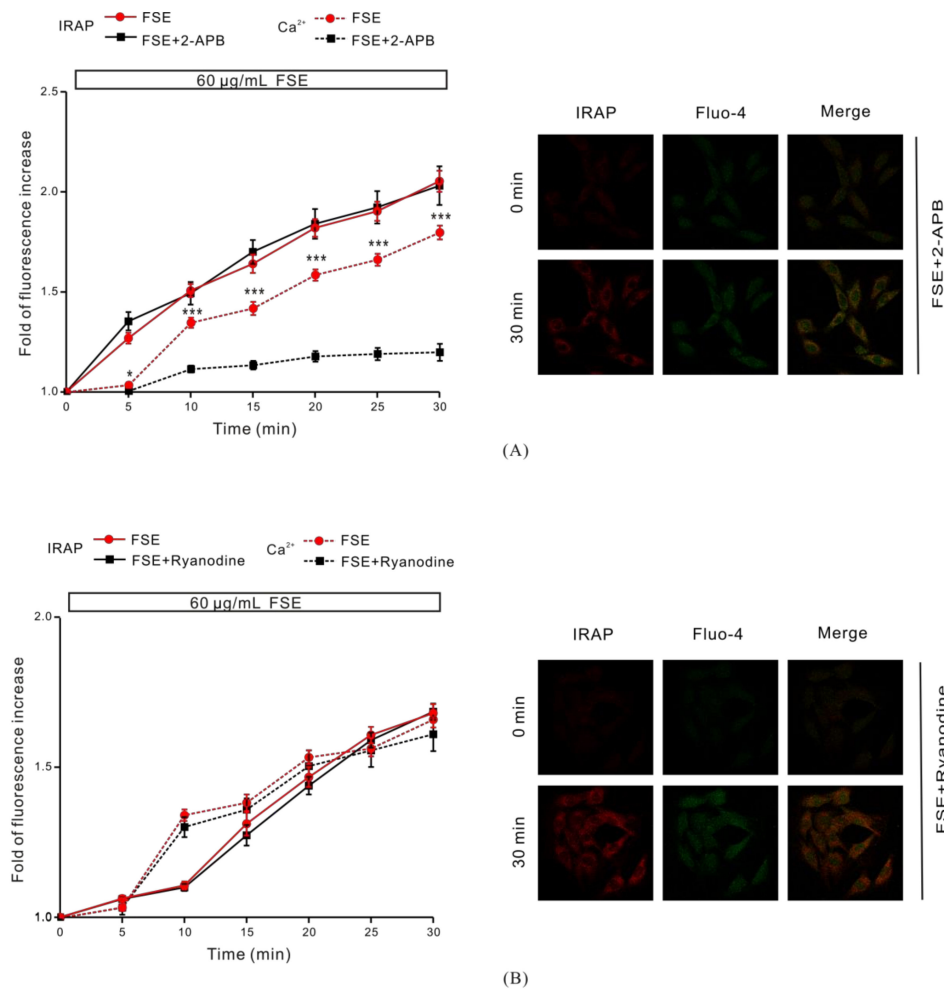 IRAP FSE Ca²⁺ FSE
FSE+2-APB FSE+2-APB
60 µg/mL FSE
2.5
2.0
1.5
1.0
Fold of fluorescence increase
* *** *** *** *** ***
0 5 10 15 20 25 30
Time (min)
IRAP Fluo-4 Merge
0 min
30 min
FSE+2-APB
(A)
IRAP FSE Ca²⁺ FSE
FSE+Ryanodine FSE+Ryanodine
60 µg/mL FSE
2.0
1.5
1.0
Fold of fluorescence increase
0 5 10 15 20 25 30
Time (min)
IRAP Fluo-4 Merge
0 min
30 min
FSE+Ryanodine
(B)